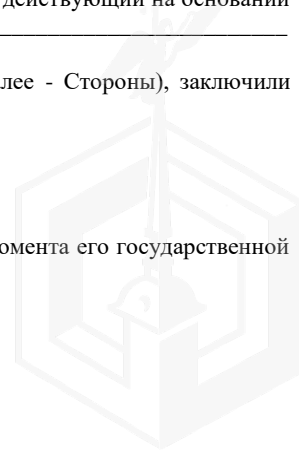 действующий на основании
лее - Стороны), заключили
омента его государственной